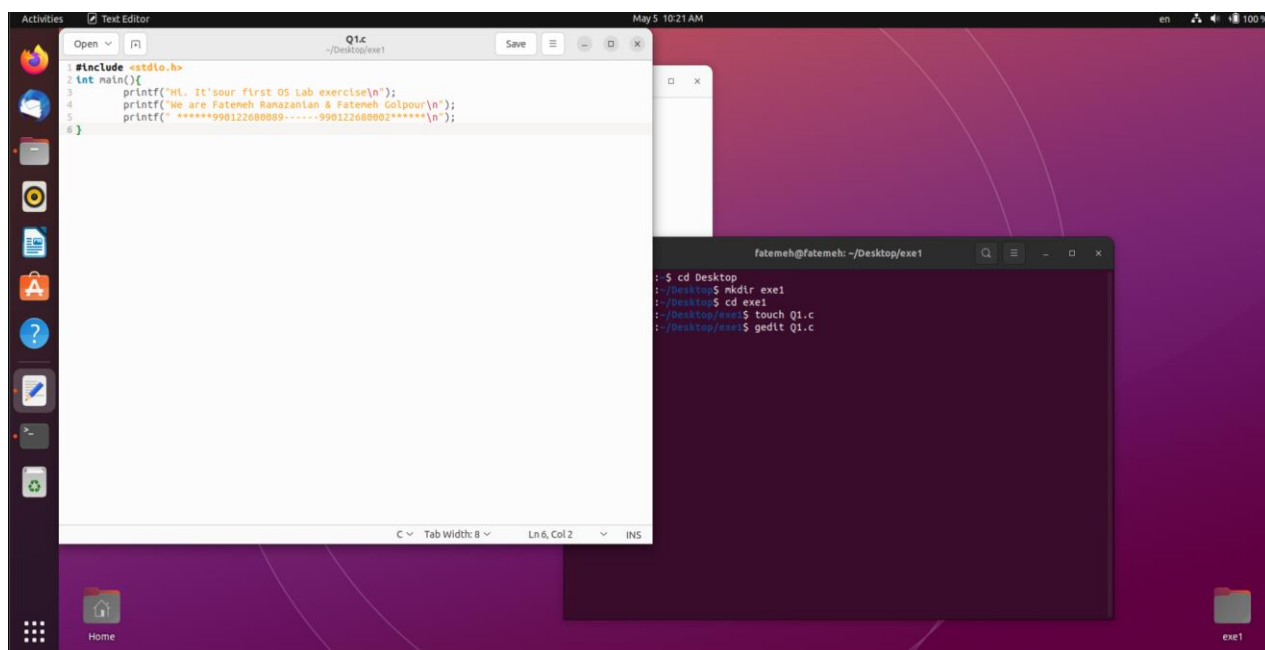 Activities Text Editor May 5 10:21 AM en 100%
Open Q1.c Save
~/Desktop/exe1
1 #include <stdio.h>
2 int main(){
3 printf("Hi. It'sour first OS Lab exercise\n");
4 printf("We are Fatemeh Ramazanian & Fatemeh Golpour\n");
5 printf(" ******990122680089------990122680002******\n");
6 }
C Tab Width: 8 Ln 6, Col 2 INS
fatemeh@fatemeh: ~/Desktop/exe1
:~$ cd Desktop
:~/Desktop$ mkdir exe1
:~/Desktop$ cd exe1
:~/Desktop/exe1$ touch Q1.c
:~/Desktop/exe1$ gedit Q1.c
Home
exe1